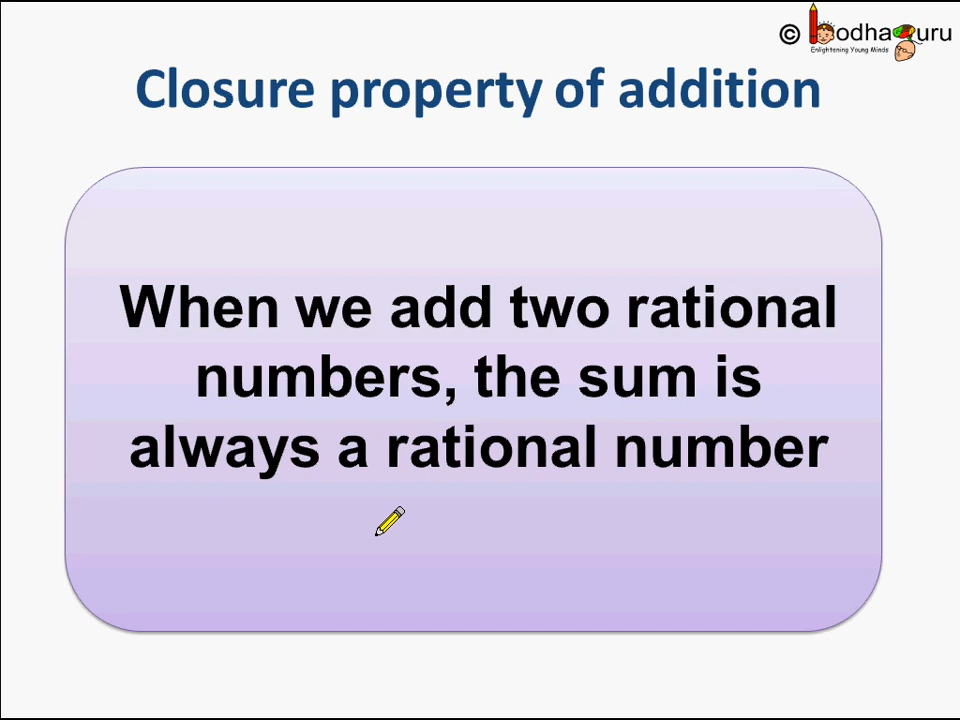 © BodhaGuru
Enlightening Young Minds
Closure property of addition
When we add two rational
numbers, the sum is
always a rational number